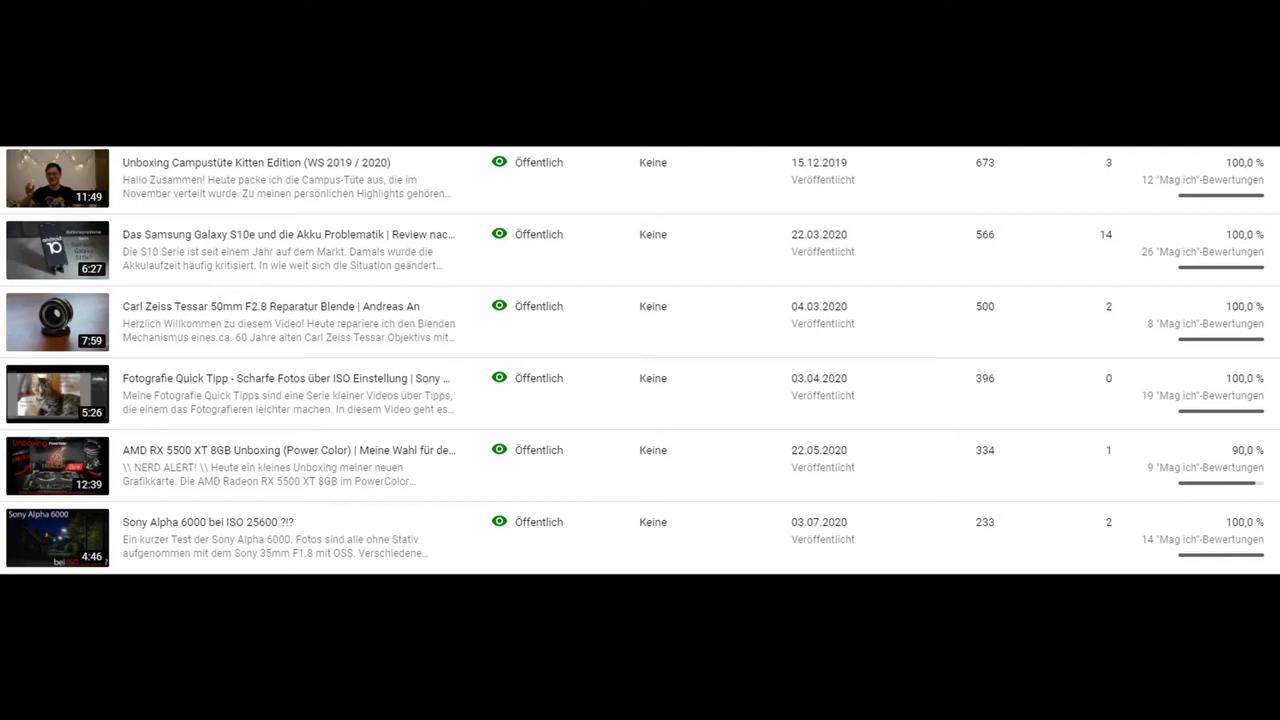 Unboxing Campustüte Kitten Edition (WS 2019 / 2020) Öffentlich Keine 15.12.2019 673 3 100,0 %
Hallo Zusammen! Heute packe ich die Campus-Tüte aus, die im Veröffentlicht 12 "Mag ich"-Bewertungen
November verteilt wurde. Zu meinen persönlichen Highlights gehören…
11:49
Das Samsung Galaxy S10e und die Akku Problematik | Review nac… Öffentlich Keine 22.03.2020 566 14 100,0 %
Die S10 Serie ist seit einem Jahr auf dem Markt. Damals wurde die Veröffentlicht 26 "Mag ich"-Bewertungen
Akkulaufzeit häufig kritisiert. In wie weit sich die Situation geändert…
6:27
Carl Zeiss Tessar 50mm F2.8 Reparatur Blende | Andreas An Öffentlich Keine 04.03.2020 500 2 100,0 %
Herzlich Willkommen zu diesem Video! Heute repariere ich den Blenden Veröffentlicht 8 "Mag ich"-Bewertungen
Mechanismus eines ca. 60 Jahre alten Carl Zeiss Tessar Objektivs mit…
7:59
Fotografie Quick Tipp - Scharfe Fotos über ISO Einstellung | Sony … Öffentlich Keine 03.04.2020 396 0 100,0 %
Meine Fotografie Quick Tipps sind eine Serie kleiner Videos über Tipps, Veröffentlicht 19 "Mag ich"-Bewertungen
die einem das Fotografieren leichter machen. In diesem Video geht es…
5:26
Unboxing
AMD RX 5500 XT 8GB Unboxing (Power Color) | Meine Wahl für de… Öffentlich Keine 22.05.2020 334 1 90,0 %
\\ NERD ALERT! \\ Heute ein kleines Unboxing meiner neuen Veröffentlicht 9 "Mag ich"-Bewertungen
Grafikkarte. Die AMD Radeon RX 5500 XT 8GB im PowerColor…
12:39
Sony Alpha 6000
Sony Alpha 6000 bei ISO 25600 ?!? Öffentlich Keine 03.07.2020 233 2 100,0 %
Ein kurzer Test der Sony Alpha 6000. Fotos sind alle ohne Stativ Veröffentlicht 14 "Mag ich"-Bewertungen
aufgenommen mit dem Sony 35mm F1.8 mit OSS. Verschiedene…
4:46
bei